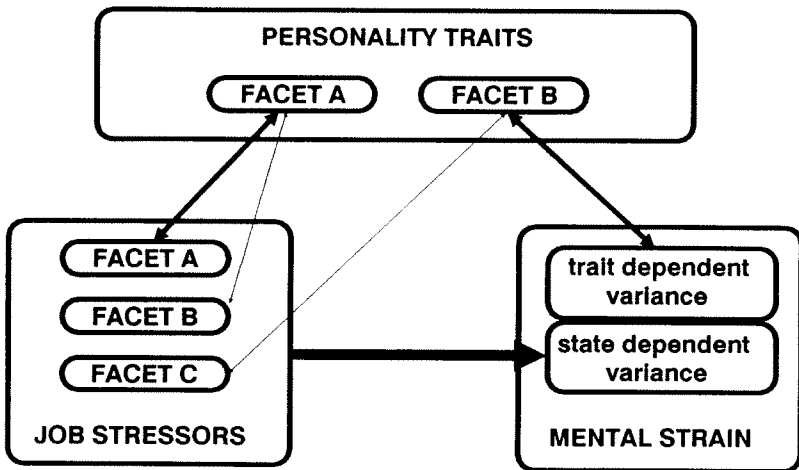 PERSONALITY TRAITS
FACET A
FACET B
FACET A
FACET B
FACET C
JOB STRESSORS
trait dependent
variance
state dependent
variance
MENTAL STRAIN